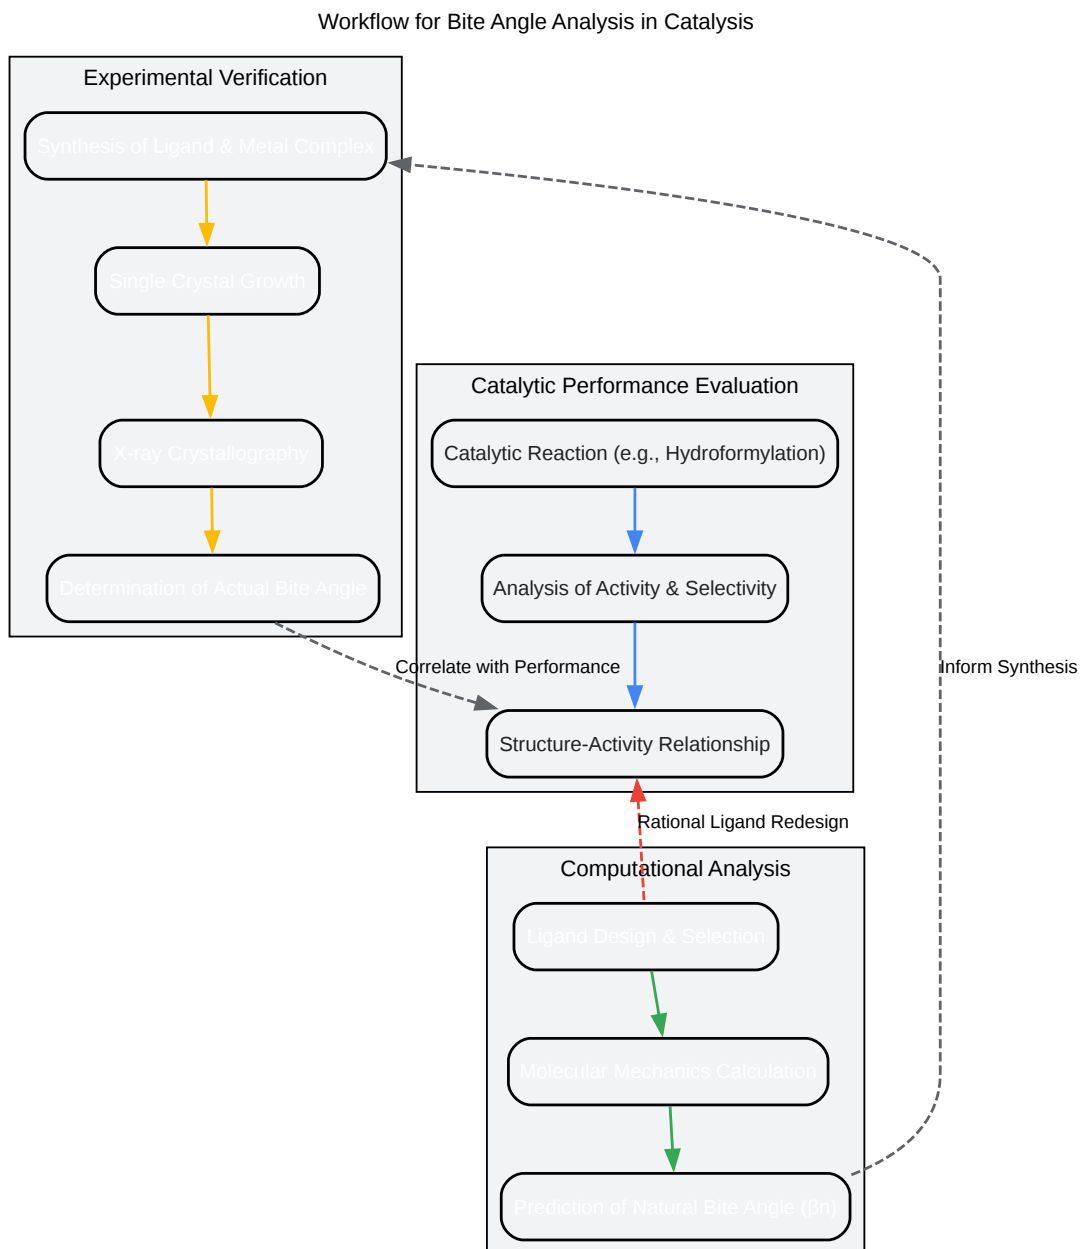 Workflow for Bite Angle Analysis in Catalysis
Experimental Verification
Synthesis of Ligand & Metal Complex
Single Crystal Growth
X-ray Crystallography
Determination of Actual Bite Angle
Catalytic Performance Evaluation
Catalytic Reaction (e.g., Hydroformylation)
Analysis of Activity & Selectivity
Correlate with Performance
Inform Synthesis
Structure-Activity Relationship
Rational Ligand Redesign
Computational Analysis
Ligand Design & Selection
Molecular Mechanics Calculation
Prediction of Natural Bite Angle (βn)